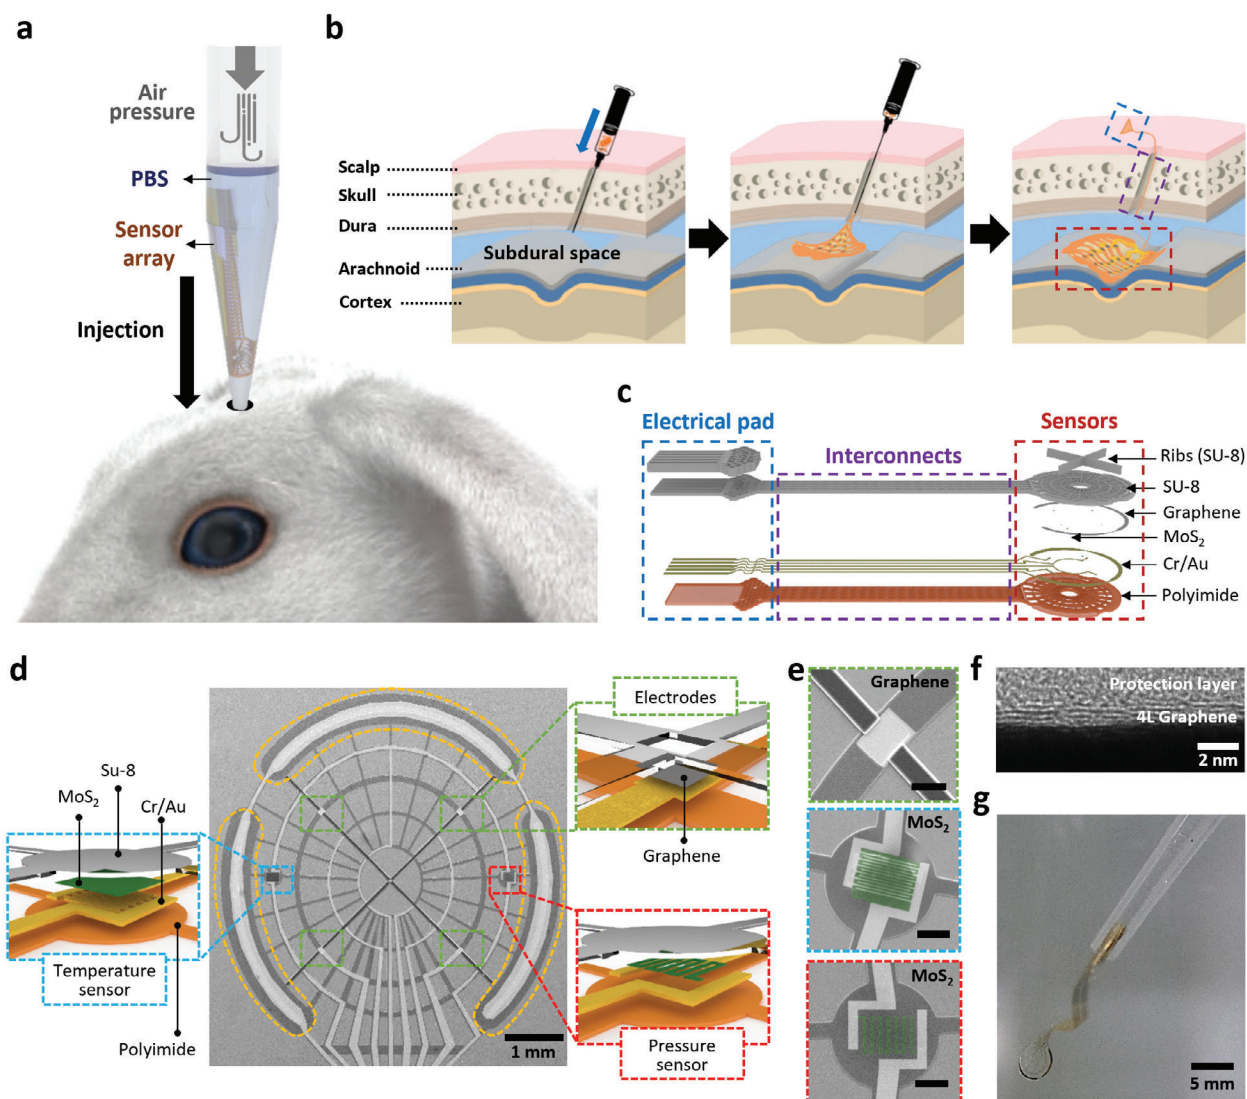 a
Air
pressure
PBS
Sensor
array
Injection
b
Scalp
Skull
Dura
Arachnoid
Cortex
Subdural space
c
Electrical pad
Interconnects
Sensors
Ribs (SU-8)
SU-8
Graphene
MoS₂
Cr/Au
Polyimide
d
Su-8
MoS₂
Cr/Au
Temperature
sensor
Polyimide
Electrodes
Graphene
Pressure
sensor
1 mm
e
Graphene
MoS₂
MoS₂
f
Protection layer
4L Graphene
2 nm
g
5 mm